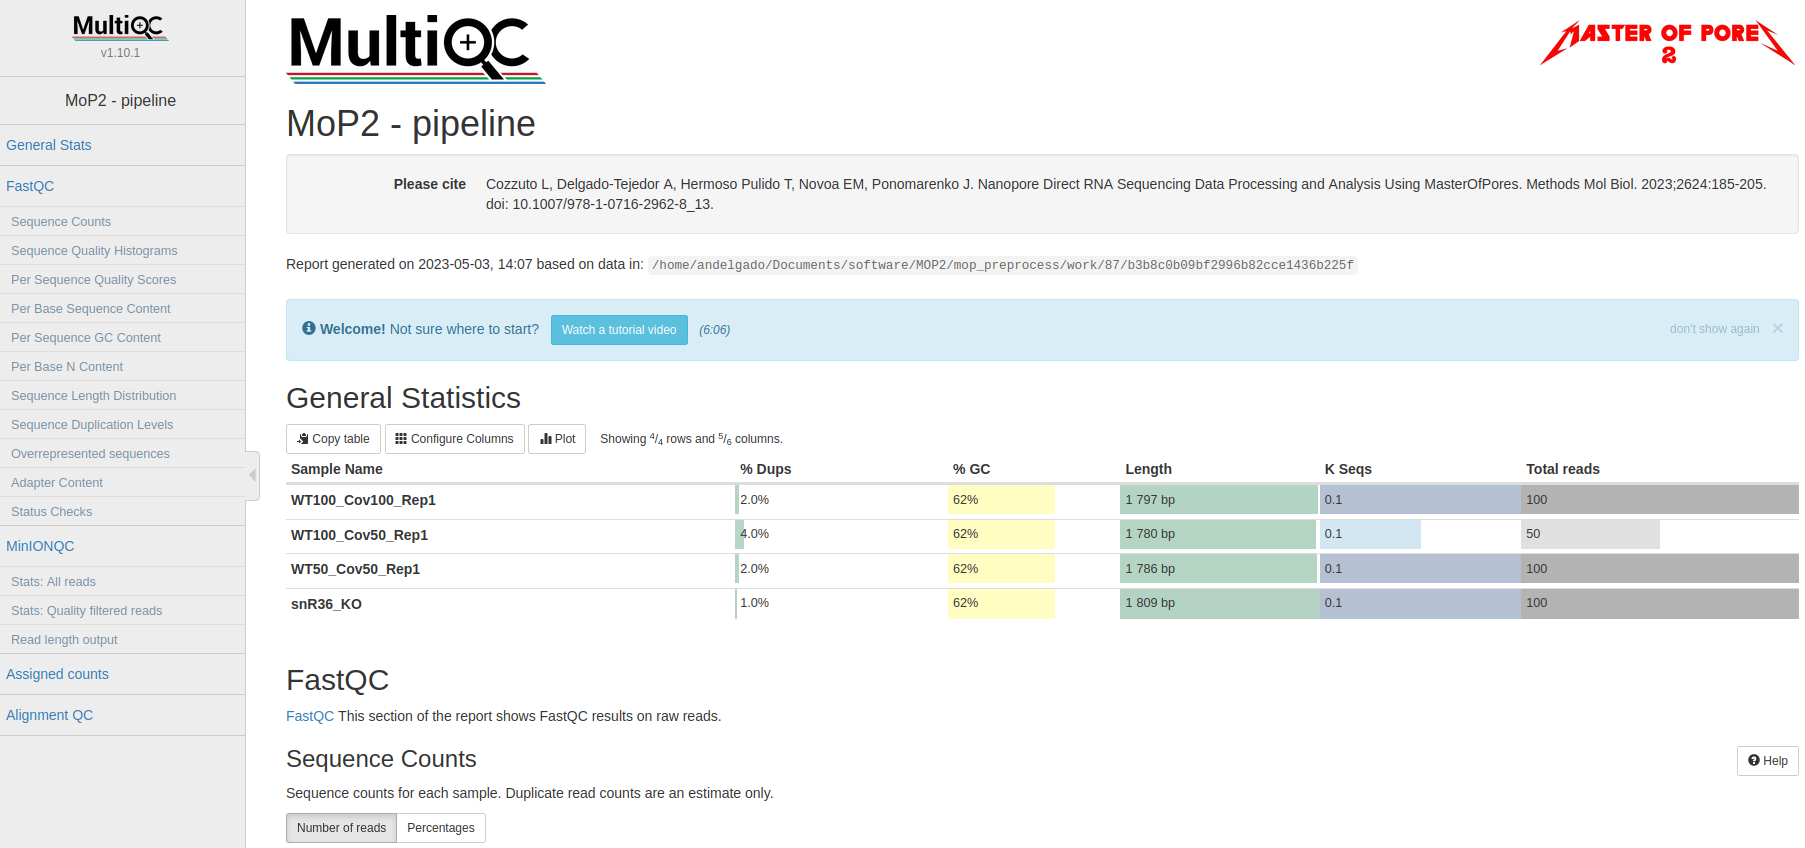 MultiQC
v1.10.1
MoP2 - pipeline
General Stats
FastQC
Sequence Counts
Sequence Quality Histograms
Per Sequence Quality Scores
Per Base Sequence Content
Per Sequence GC Content
Per Base N Content
Sequence Length Distribution
Sequence Duplication Levels
Overrepresented sequences
Adapter Content
Status Checks
MinIONQC
Stats: All reads
Stats: Quality filtered reads
Read length output
Assigned counts
Alignment QC
MultiQC
MASTER OF PORES
2
MoP2 - pipeline
Please cite Cozzuto L, Delgado-Tejedor A, Hermoso Pulido T, Novoa EM, Ponomarenko J. Nanopore Direct RNA Sequencing Data Processing and Analysis Using MasterOfPores. Methods Mol Biol. 2023;2624:185-205.
doi: 10.1007/978-1-0716-2962-8_13.
Report generated on 2023-05-03, 14:07 based on data in: /home/andelgado/Documents/software/MOP2/mop_preprocess/work/87/b3b8c0b09bf2996b82cce1436b225f
Welcome! Not sure where to start? Watch a tutorial video (6:06) don't show again ×
General Statistics
Copy table Configure Columns Plot Showing 4/4 rows and 5/6 columns.
Sample Name % Dups % GC Length K Seqs Total reads
WT100_Cov100_Rep1 2.0% 62% 1 797 bp 0.1 100
WT100_Cov50_Rep1 4.0% 62% 1 780 bp 0.1 50
WT50_Cov50_Rep1 2.0% 62% 1 786 bp 0.1 100
snR36_KO 1.0% 62% 1 809 bp 0.1 100
FastQC
FastQC This section of the report shows FastQC results on raw reads.
Sequence Counts
Help
Sequence counts for each sample. Duplicate read counts are an estimate only.
Number of reads Percentages